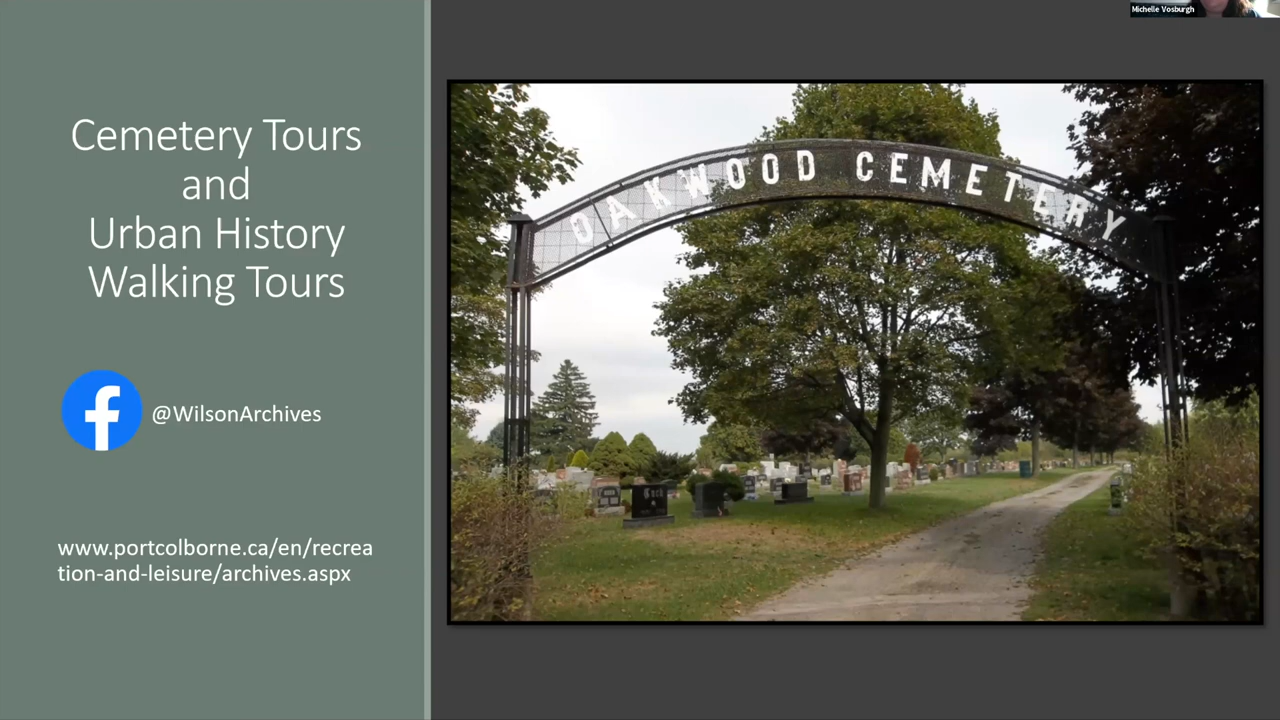 Michelle Vosburgh
Cemetery Tours
and
Urban History
Walking Tours
@WilsonArchives
www.portcolborne.ca/en/recrea
tion-and-leisure/archives.aspx
OAKWOOD CEMETERY